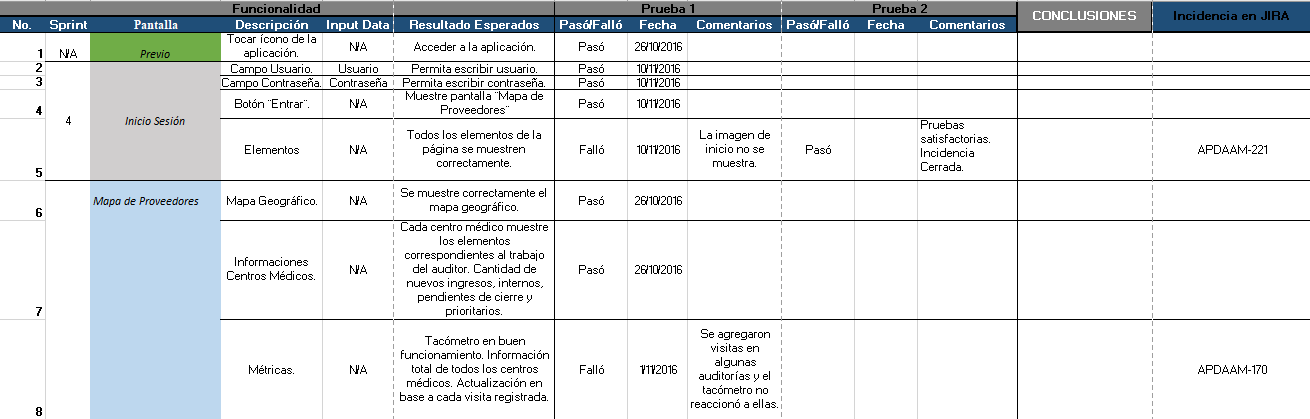 Funcionalidad Prueba 1 Prueba 2 CONCLUSIONES Incidencia en JIRA
No. Sprint Pantalla Descripción Input Data Resultado Esperados Pasó/Falló Fecha Comentarios Pasó/Falló Fecha Comentarios
1 N/A Previo Tocar ícono de la aplicación. N/A Acceder a la aplicación. Pasó 26/10/2016
2 Campo Usuario. Usuario Permita escribir usuario. Pasó 10/11/2016
3 Campo Contraseña. Contraseña Permita escribir contraseña. Pasó 10/11/2016
4 Botón "Entrar". N/A Muestre pantalla "Mapa de Proveedores" Pasó 10/11/2016
4 Inicio Sesión
5 Elementos N/A Todos los elementos de la página se muestren correctamente. Falló 10/11/2016 La imagen de inicio no se muestra. Pasó Pruebas satisfactorias. Incidencia Cerrada. APDAAM-221
6 Mapa de Proveedores Mapa Geográfico. N/A Se muestre correctamente el mapa geográfico. Pasó 26/10/2016
7 Informaciones Centros Médicos. N/A Cada centro médico muestre los elementos correspondientes al trabajo del auditor. Cantidad de nuevos ingresos, internos, pendientes de cierre y prioritarios. Pasó 26/10/2016
8 Métricas. N/A Tacómetro en buen funcionamiento. Información total de todos los centros médicos. Actualización en base a cada visita registrada. Falló 1/11/2016 Se agregaron visitas en algunas auditorías y el tacómetro no reaccionó a ellas. APDAAM-170